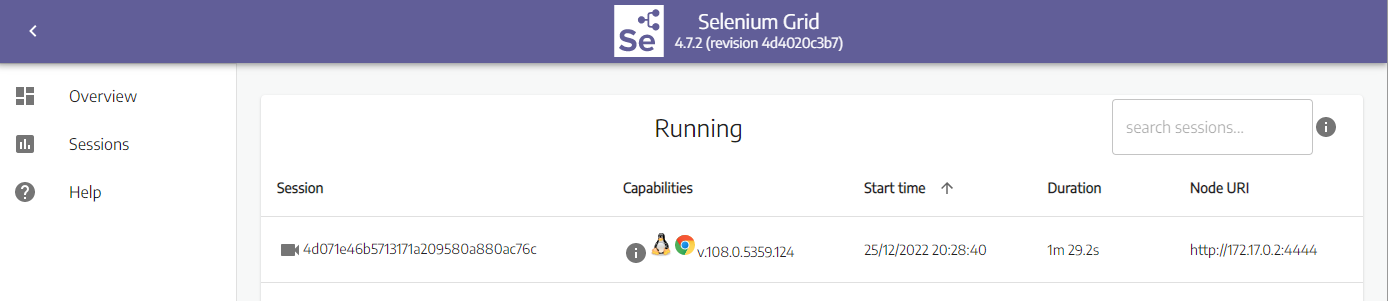 Se
Selenium Grid
4.7.2 (revision 4d4020c3b7)
Overview
Sessions
Help
Running
search sessions...
Session Capabilities Start time Duration Node URI
4d071e46b5713171a209580a880ac76c v.108.0.5359.124 25/12/2022 20:28:40 1m 29.2s http://172.17.0.2:4444